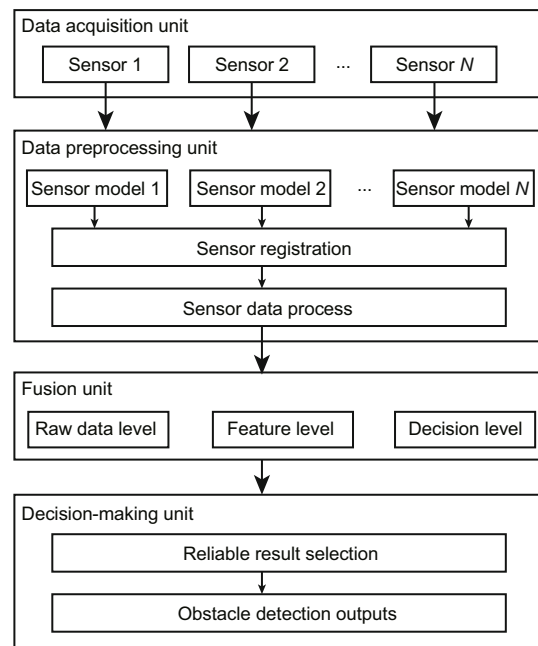 Data acquisition unit
Sensor 1 Sensor 2 ... Sensor N
Data preprocessing unit
Sensor model 1 Sensor model 2 ... Sensor model N
Sensor registration
Sensor data process
Fusion unit
Raw data level Feature level Decision level
Decision-making unit
Reliable result selection
Obstacle detection outputs